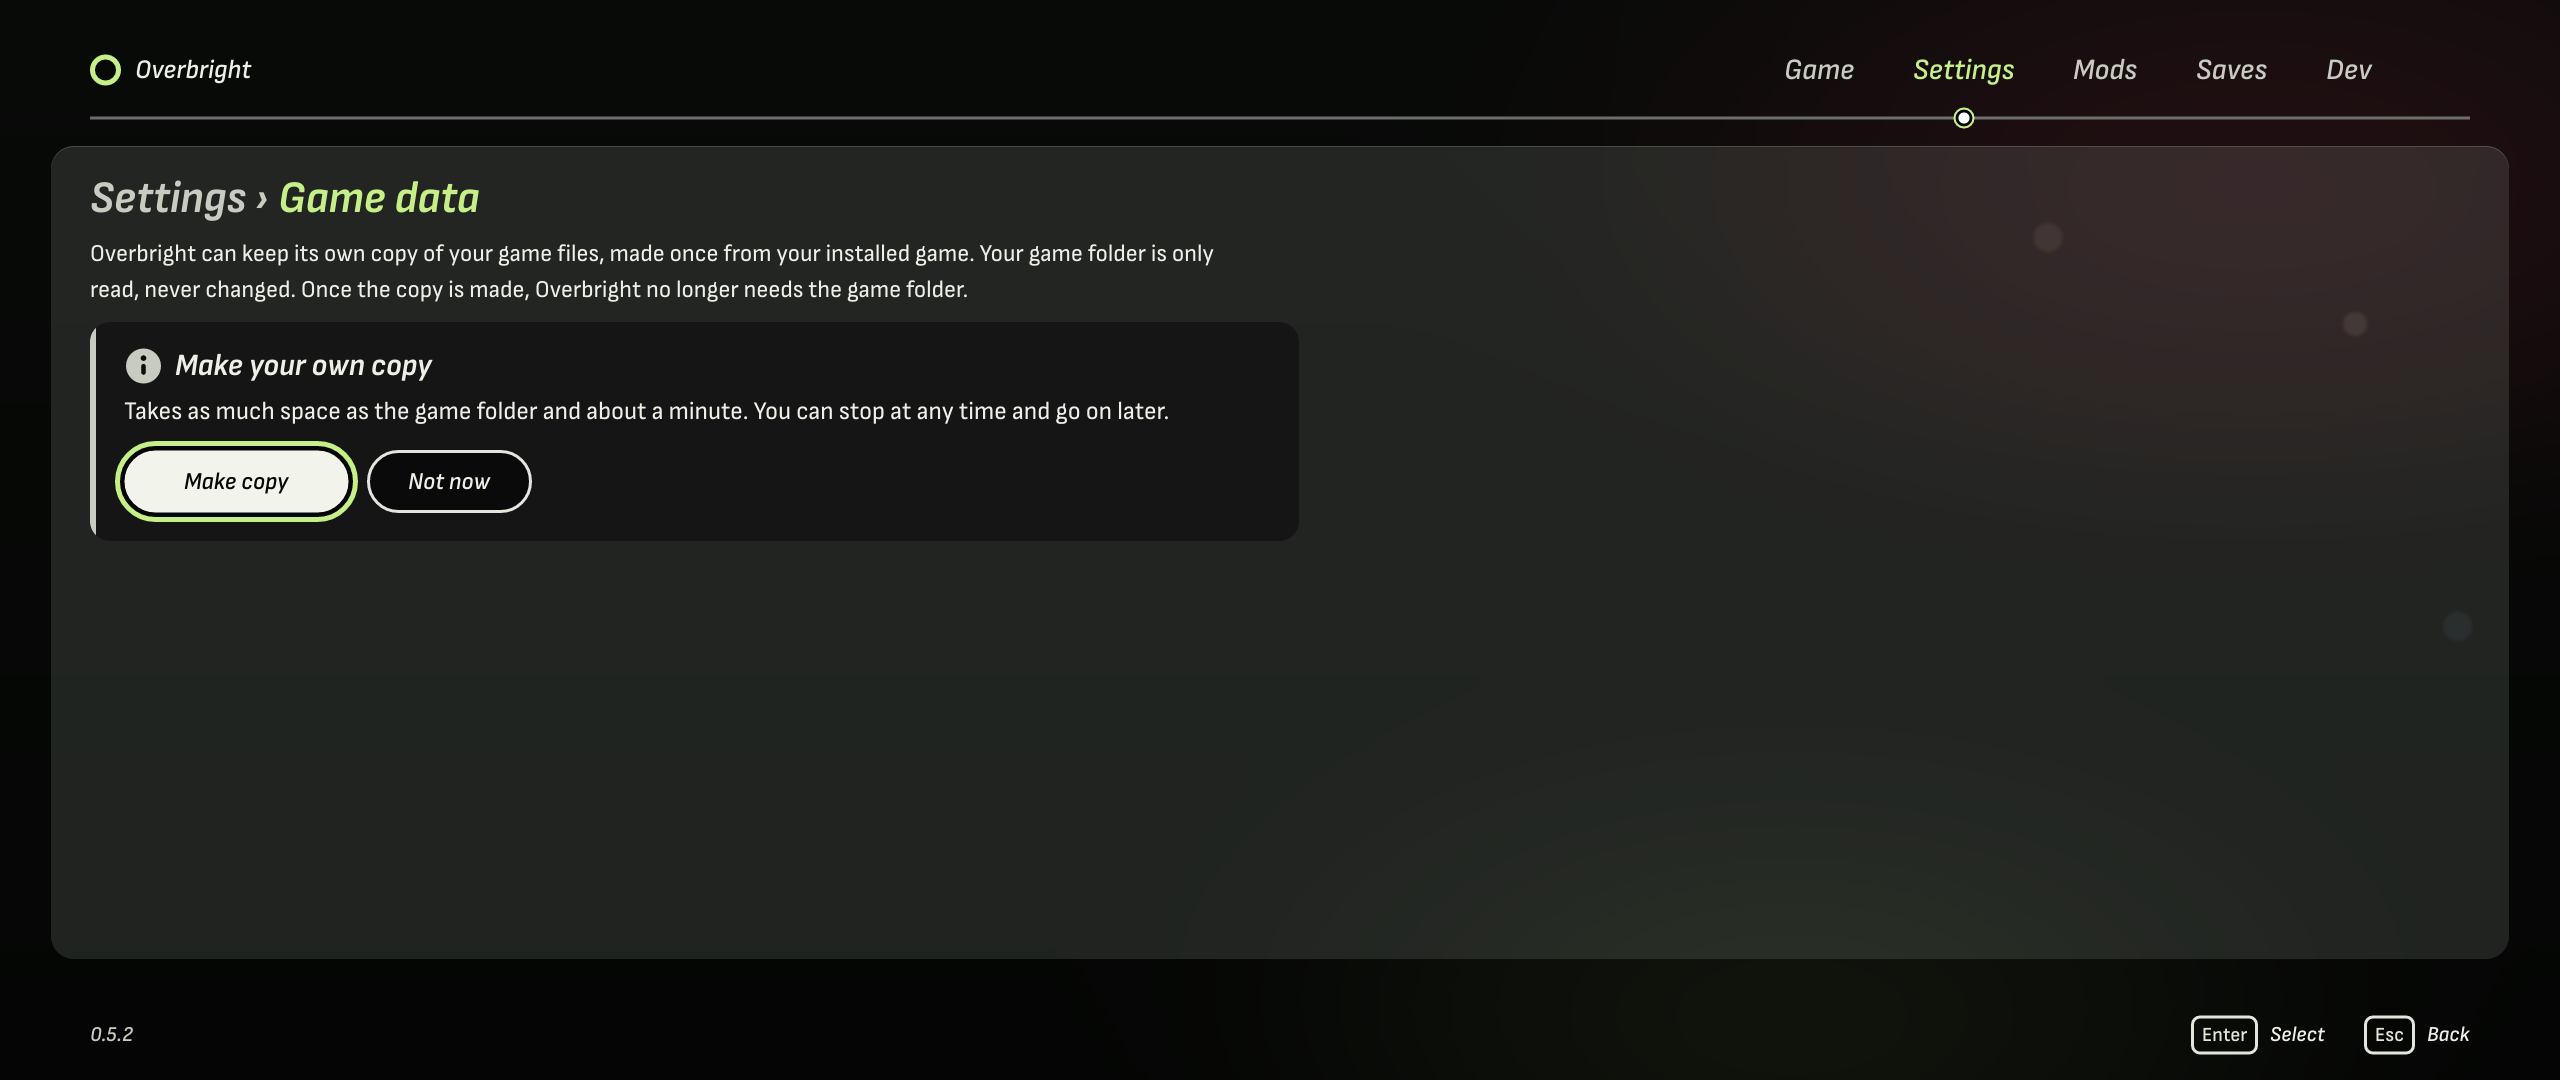 Overbright
Game
Settings
Mods
Saves
Dev
Settings › Game data
Overbright can keep its own copy of your game files, made once from your installed game. Your game folder is only
read, never changed. Once the copy is made, Overbright no longer needs the game folder.
Make your own copy
Takes as much space as the game folder and about a minute. You can stop at any time and go on later.
Make copy
Not now
0.5.2
Enter Select
Esc Back